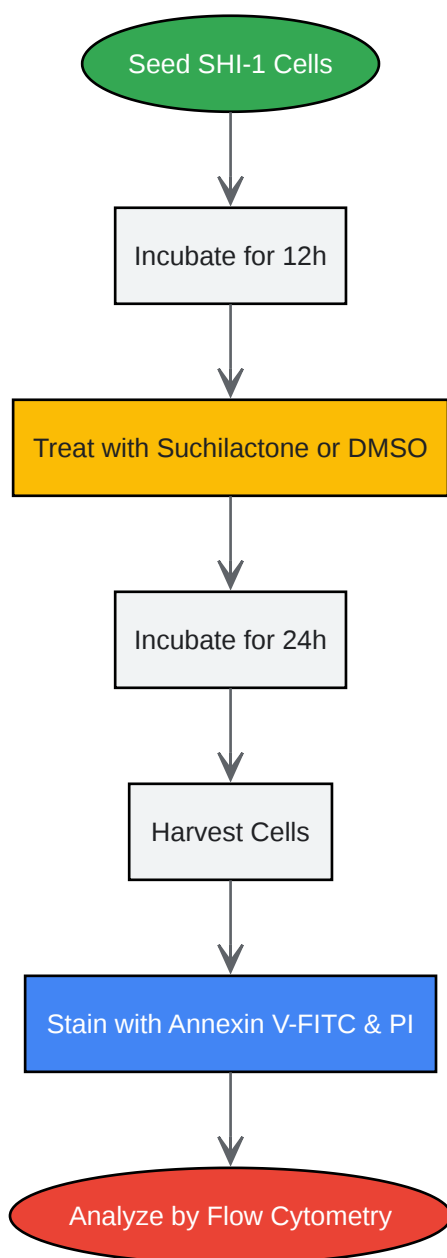 Seed SHI-1 Cells
Incubate for 12h
Treat with Suchilactone or DMSO
Incubate for 24h
Harvest Cells
Stain with Annexin V-FITC & PI
Analyze by Flow Cytometry